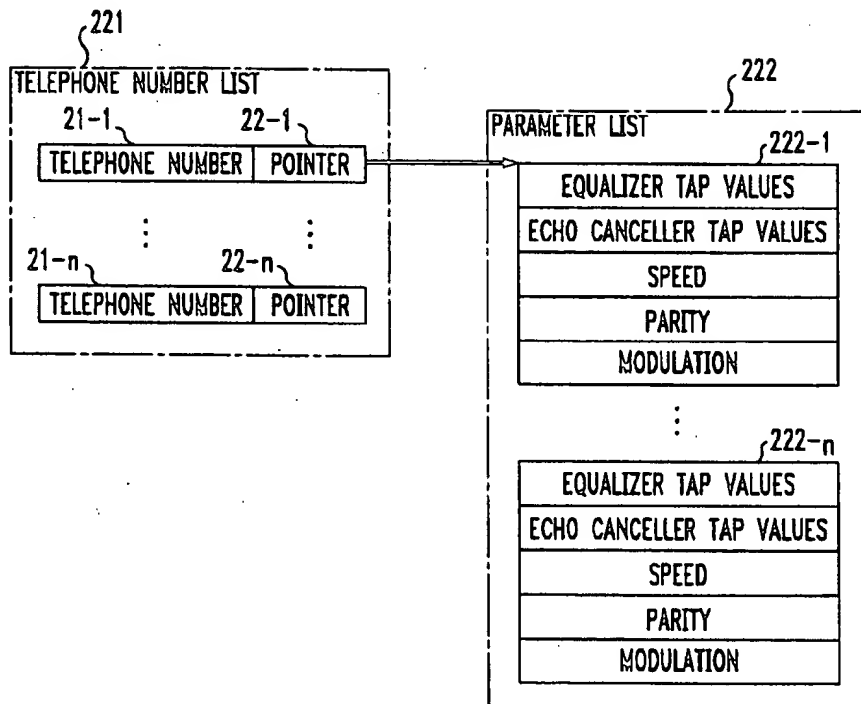 221
TELEPHONE NUMBER LIST
21-1 22-1
TELEPHONE NUMBER POINTER
21-n 22-n
TELEPHONE NUMBER POINTER
222
PARAMETER LIST
222-1
EQUALIZER TAP VALUES
ECHO CANCELLER TAP VALUES
SPEED
PARITY
MODULATION
222-n
EQUALIZER TAP VALUES
ECHO CANCELLER TAP VALUES
SPEED
PARITY
MODULATION